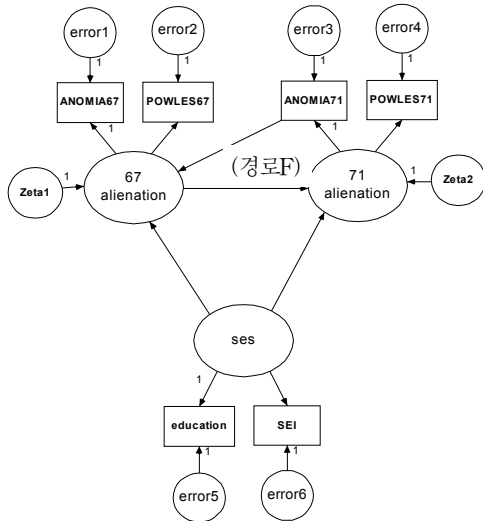 error1
error2
error3
error4
1
1
1
1
ANOMIA67
POWLES67
ANOMIA71
POWLES71
1
1
(경로F)
67
alienation
71
alienation
Zeta1
1
1
Zeta2
ses
1
education
SEI
1
1
error5
error6